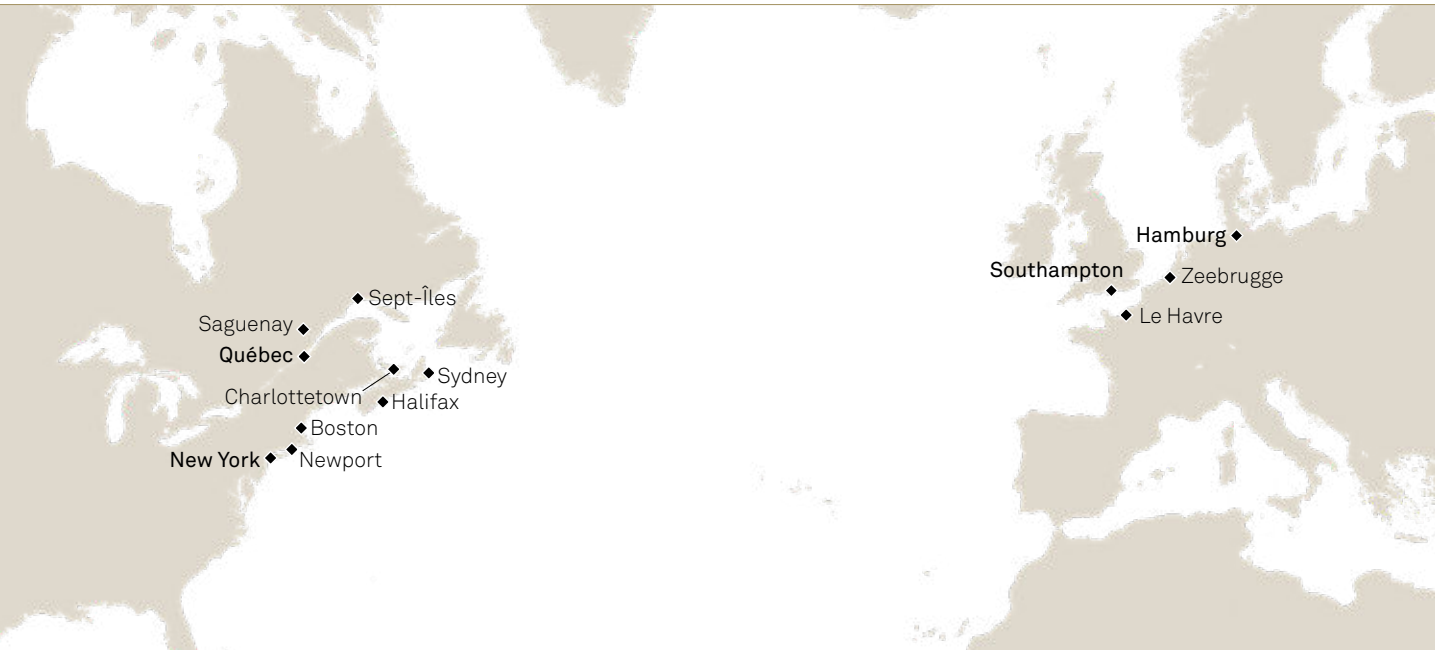 Hamburg
Southampton
Zeebrugge
Le Havre
Sept-Îles
Saguenay
Québec
Sydney
Charlottetown
Halifax
Boston
New York
Newport